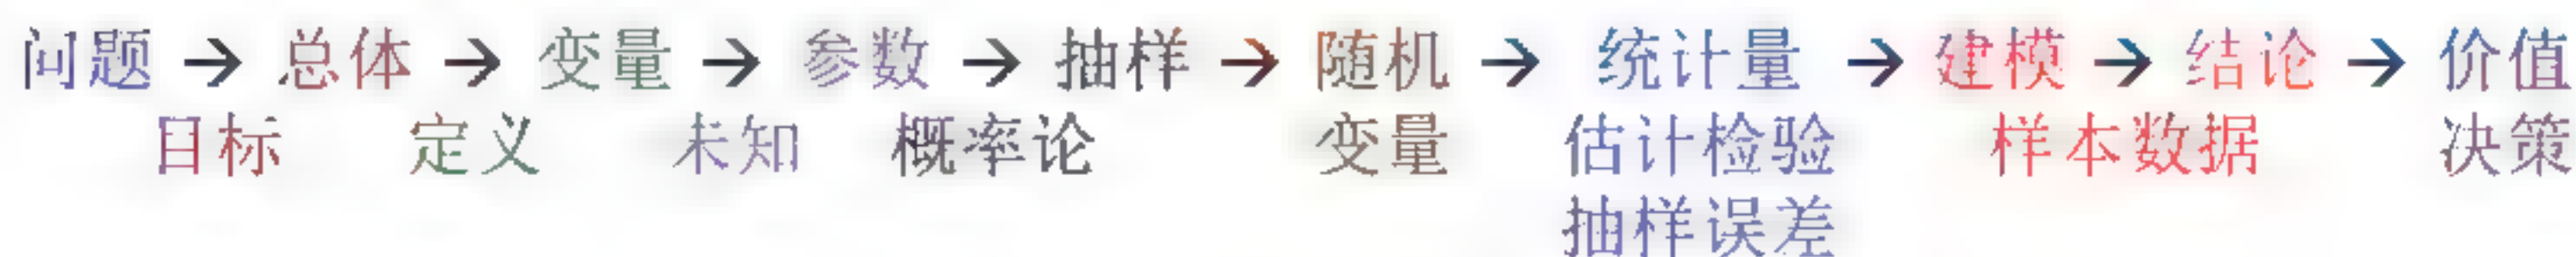 问题 → 总体 → 变量 → 参数 → 抽样 → 随机 → 统计量 → 建模 → 结论 → 价值
目标 定义 未知 概率论 变量 估计检验 样本数据 决策
抽样误差